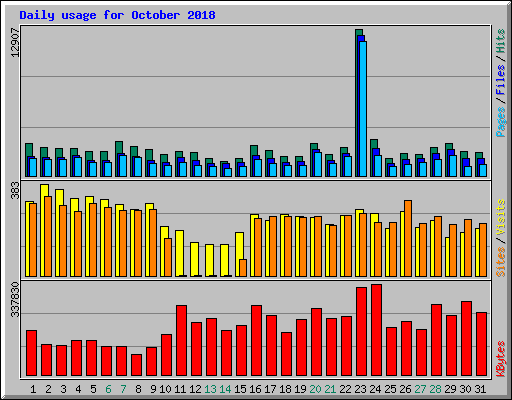 Daily usage for October 2018
12907
Pages / Files / Hits
383
Sites / Visits
337830
KBytes
1 2 3 4 5 6 7 8 9 10 11 12 13 14 15 16 17 18 19 20 21 22 23 24 25 26 27 28 29 30 31